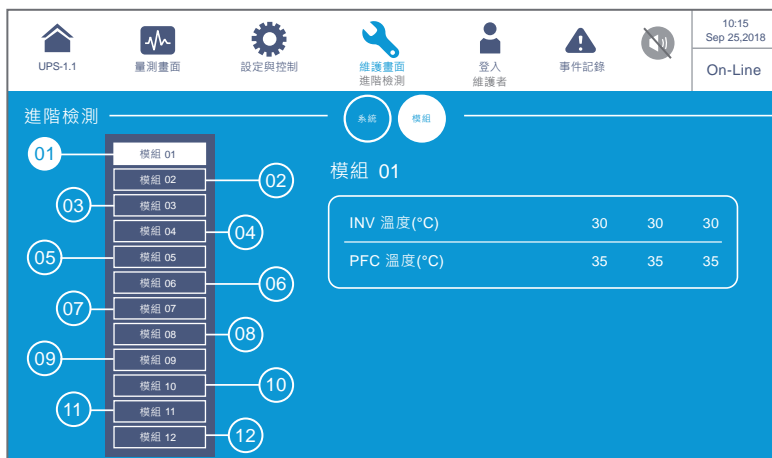 UPS-1.1
量測畫面
設定與控制
維護畫面
進階檢測
登入
維護者
事件記錄
10:15
Sep 25,2018
On-Line
進階檢測
系統
模組
01
模組 01
模組 02
02
03
模組 03
模組 04
04
05
模組 05
模組 06
06
07
模組 07
模組 08
08
09
模組 09
模組 10
10
11
模組 11
模組 12
12
模組 01
INV 溫度(°C) 30 30 30
PFC 溫度(°C) 35 35 35